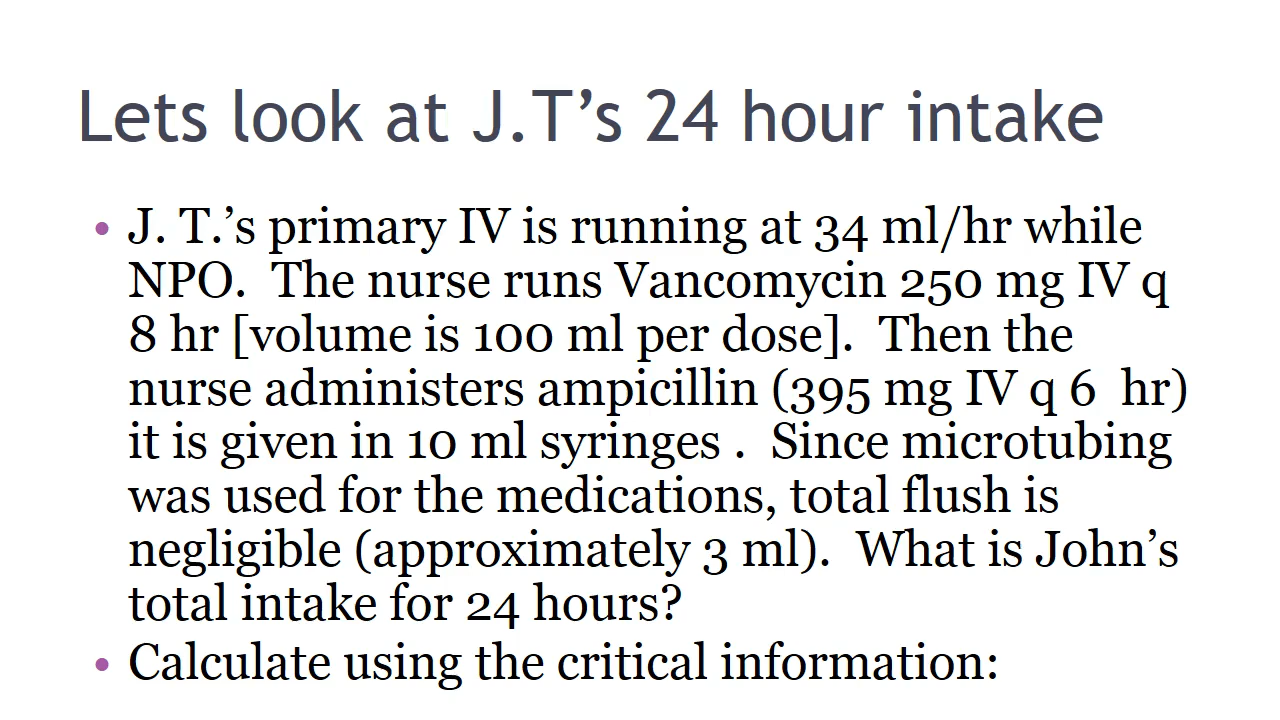 Lets look at J.T’s 24 hour intake
• J. T.’s primary IV is running at 34 ml/hr while
NPO.  The nurse runs Vancomycin 250 mg IV q
8 hr [volume is 100 ml per dose].  Then the
nurse administers ampicillin (395 mg IV q 6  hr)
it is given in 10 ml syringes .  Since microtubing
was used for the medications, total flush is
negligible (approximately 3 ml).  What is John’s
total intake for 24 hours?
• Calculate using the critical information: